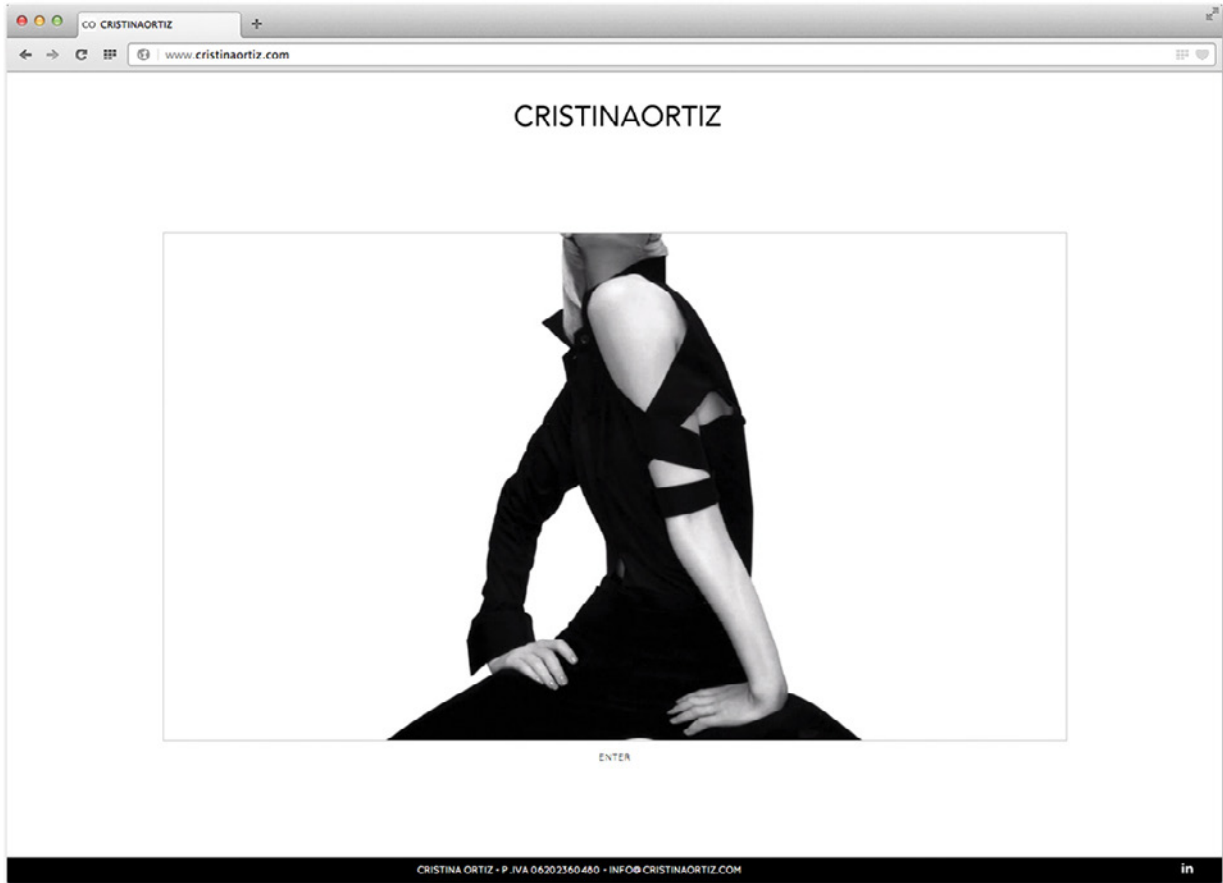 CO CRISTINAORTIZ
www.cristinaortiz.com
CRISTINAORTIZ
ENTER
CRISTINA ORTIZ - P.IVA 06202360480 - INFO@CRISTINAORTIZ.COM
in